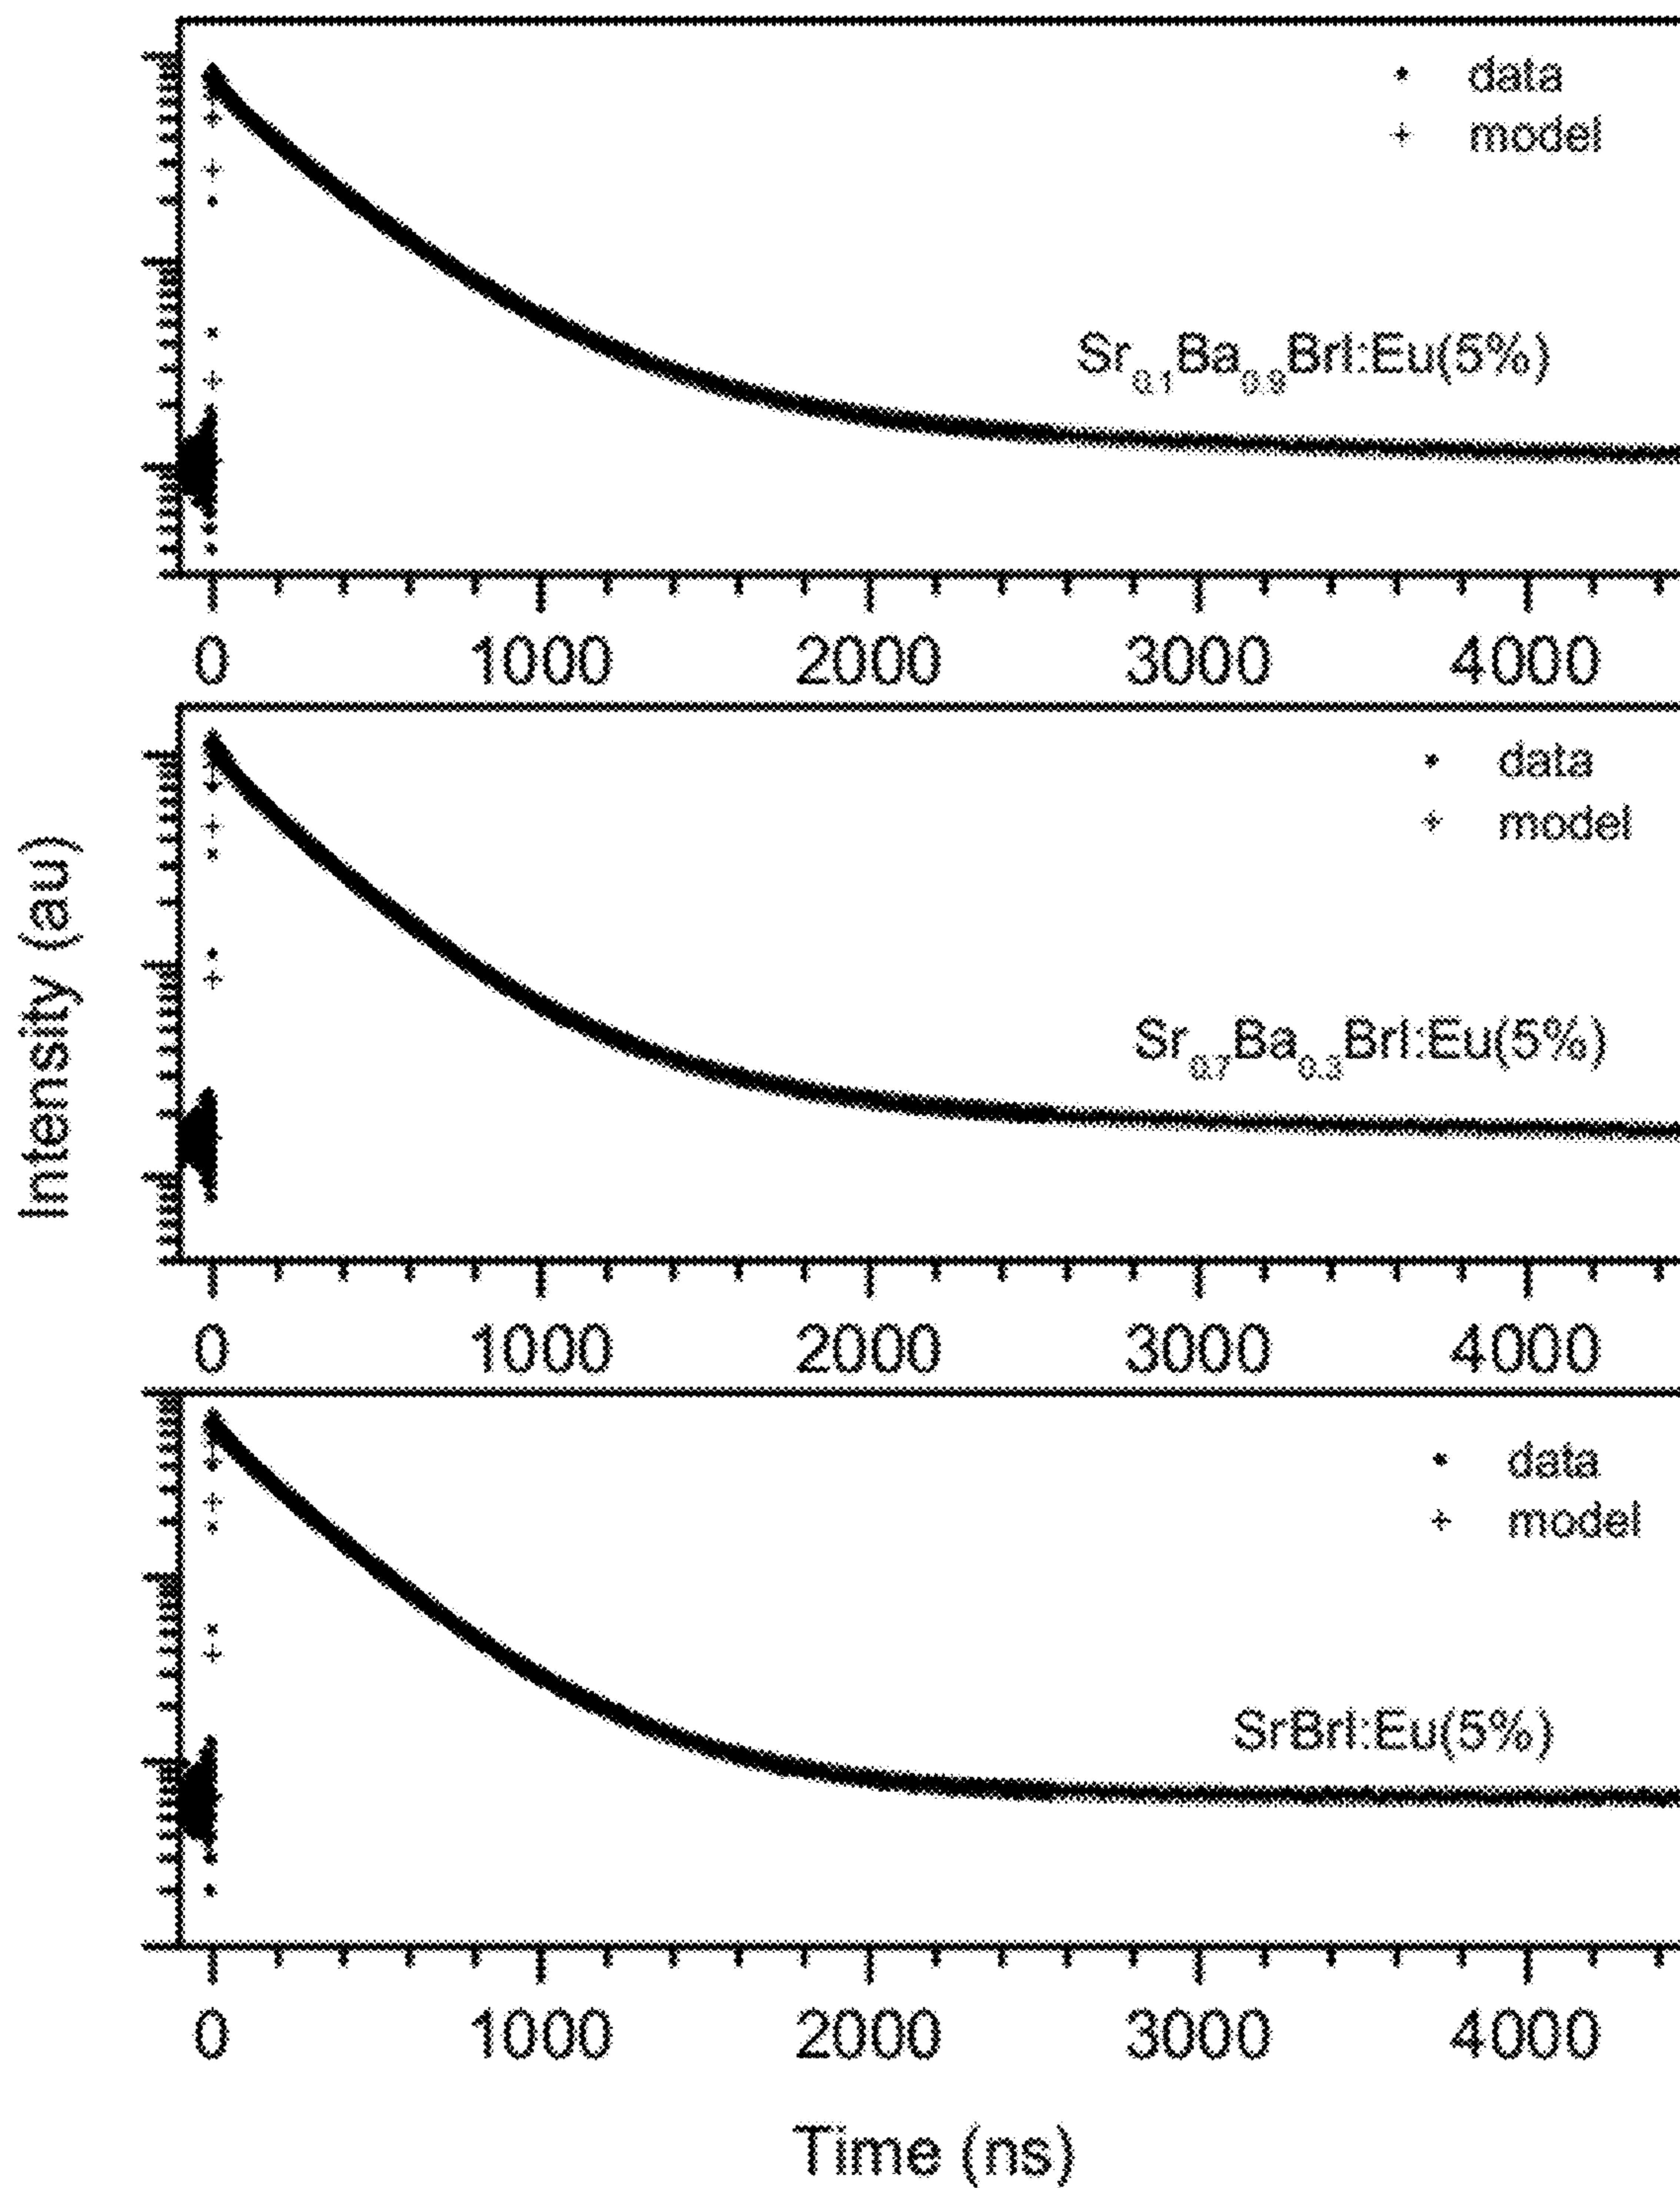 data
model
Sr0.1Ba0.9BrI:Eu(5%)
0 1000 2000 3000 4000
data
model
Sr0.7Ba0.3BrI:Eu(5%)
0 1000 2000 3000 4000
Intensity (au)
data
model
SrBrI:Eu(5%)
0 1000 2000 3000 4000
Time (ns)